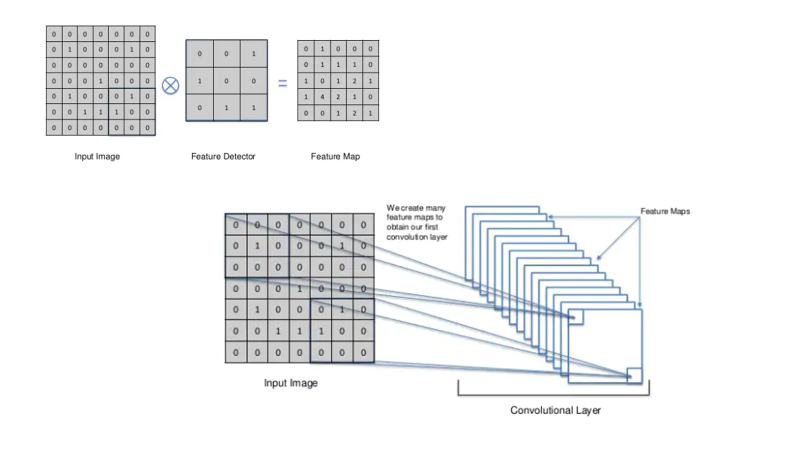 0 0 0 0 0 0 0
0 1 0 0 0 1 0
0 0 0 0 0 0 0
0 0 0 1 0 0 0
0 1 0 0 0 1 0
0 0 1 1 1 0 0
0 0 0 0 0 0 0
Input Image
⊗
0 0 1
1 0 0
0 1 1
Feature Detector
=
0 1 0 0 0
0 1 1 1 0
1 0 1 2 1
1 4 2 1 0
0 0 1 2 1
Feature Map
0 0 0 0 0 0 0
0 1 0 0 0 1 0
0 0 0 0 0 0 0
0 0 0 1 0 0 0
0 1 0 0 0 1 0
0 0 1 1 1 0 0
0 0 0 0 0 0 0
Input Image
We create many
feature maps to
obtain our first
convolution layer
Feature Maps
Convolutional Layer